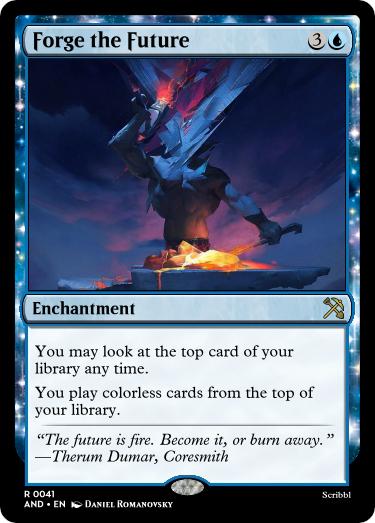 Forge the Future 3
Enchantment
You may look at the top card of your
library any time.
You play colorless cards from the top of
your library.
“The future is fire. Become it, or burn away.”
—Therum Dumar, Coresmith
R 0041
AND • EN Daniel Romanovsky
Scribbl